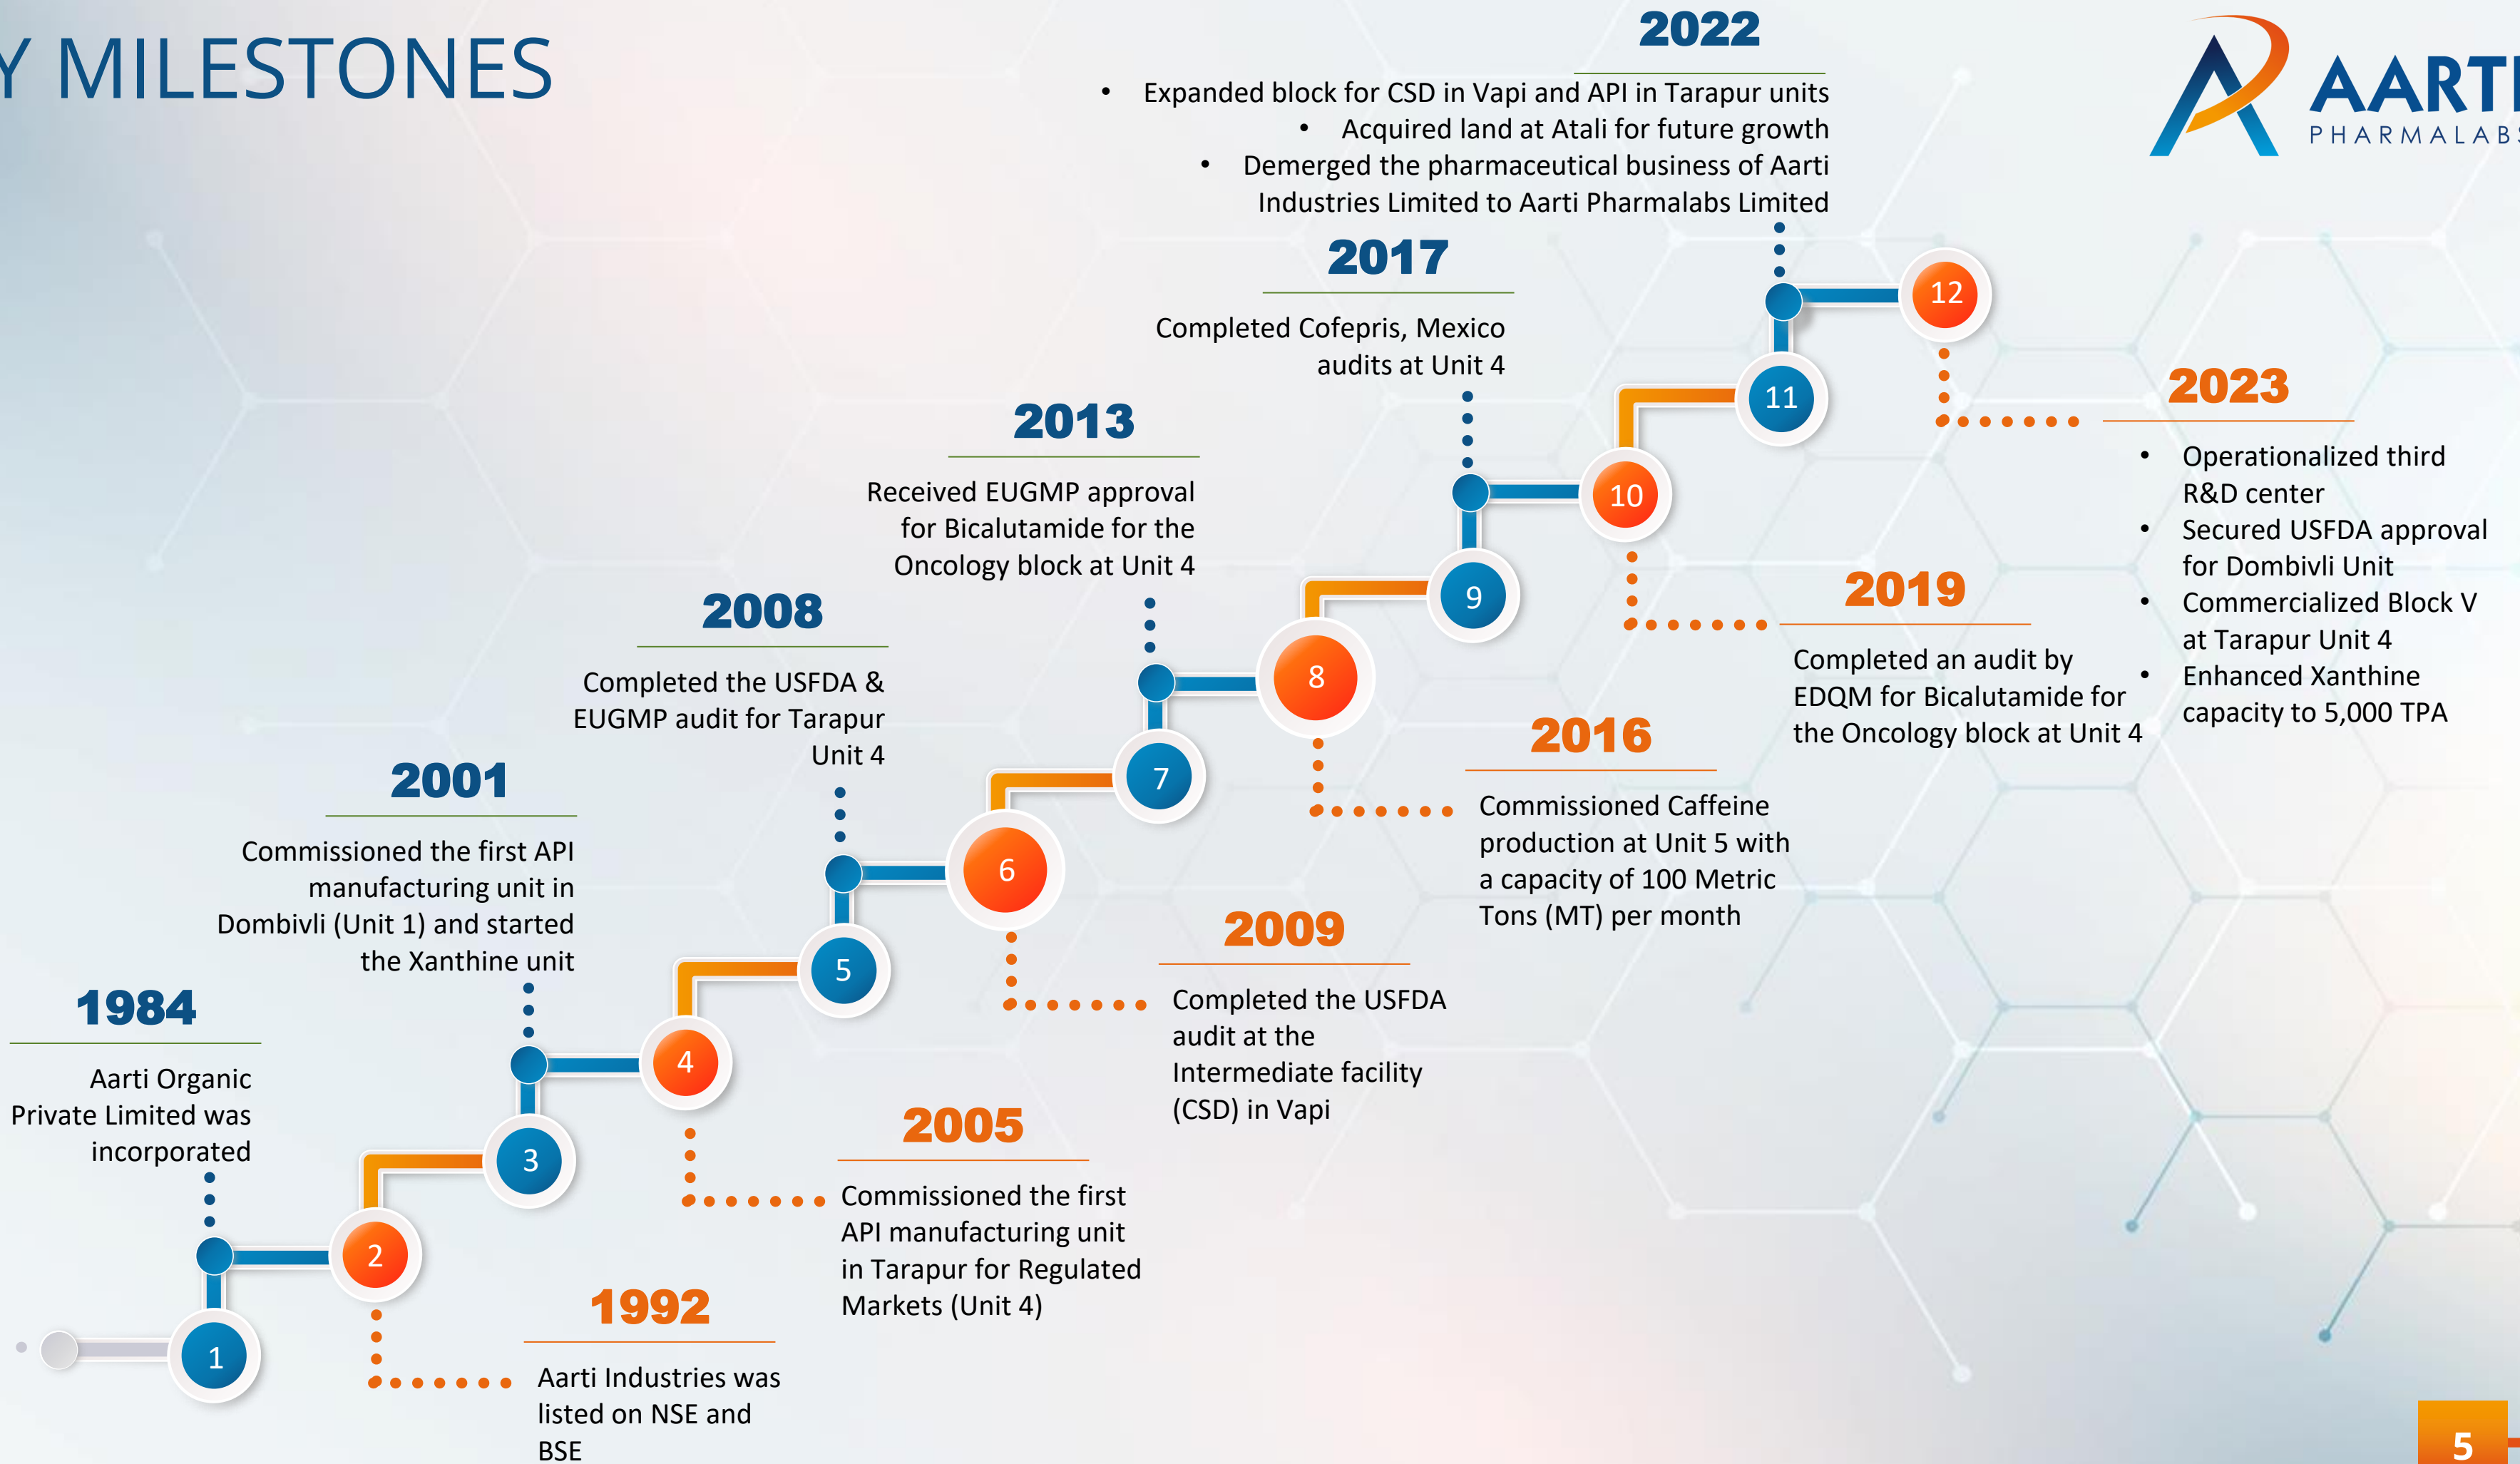 Y MILESTONES
AARTI
PHARMALABS
2022
• Expanded block for CSD in Vapi and API in Tarapur units
• Acquired land at Atali for future growth
• Demerged the pharmaceutical business of Aarti
Industries Limited to Aarti Pharmalabs Limited
2017
Completed Cofepris, Mexico
audits at Unit 4
2013
Received EUGMP approval
for Bicalutamide for the
Oncology block at Unit 4
2008
Completed the USFDA &
EUGMP audit for Tarapur
Unit 4
2001
Commissioned the first API
manufacturing unit in
Dombivli (Unit 1) and started
the Xanthine unit
1984
Aarti Organic
Private Limited was
incorporated
1
2
3
4
5
6
7
8
9
10
11
12
1992
Aarti Industries was
listed on NSE and
BSE
2005
Commissioned the first
API manufacturing unit
in Tarapur for Regulated
Markets (Unit 4)
2009
Completed the USFDA
audit at the
Intermediate facility
(CSD) in Vapi
2016
Commissioned Caffeine
production at Unit 5 with
a capacity of 100 Metric
Tons (MT) per month
2019
Completed an audit by
EDQM for Bicalutamide for
the Oncology block at Unit 4
2023
• Operationalized third
R&D center
• Secured USFDA approval
for Dombivli Unit
• Commercialized Block V
at Tarapur Unit 4
• Enhanced Xanthine
capacity to 5,000 TPA
5